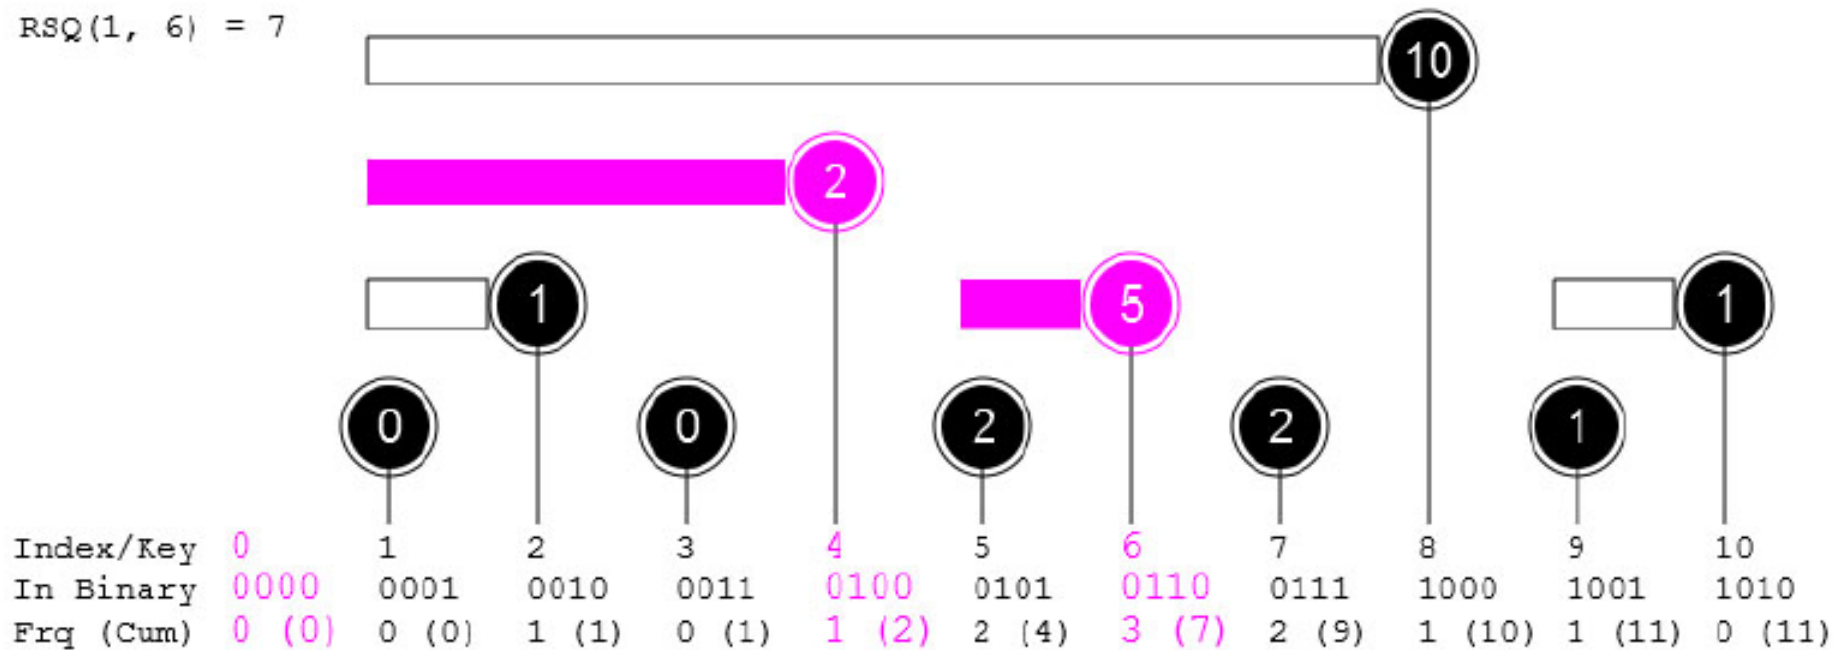 RSQ(1, 6) = 7
10
2
1 5 1
0 0 2 2 1
Index/Key 0 1 2 3 4 5 6 7 8 9 10
In Binary 0000 0001 0010 0011 0100 0101 0110 0111 1000 1001 1010
Frq (Cum) 0 (0) 0 (0) 1 (1) 0 (1) 1 (2) 2 (4) 3 (7) 2 (9) 1 (10) 1 (11) 0 (11)